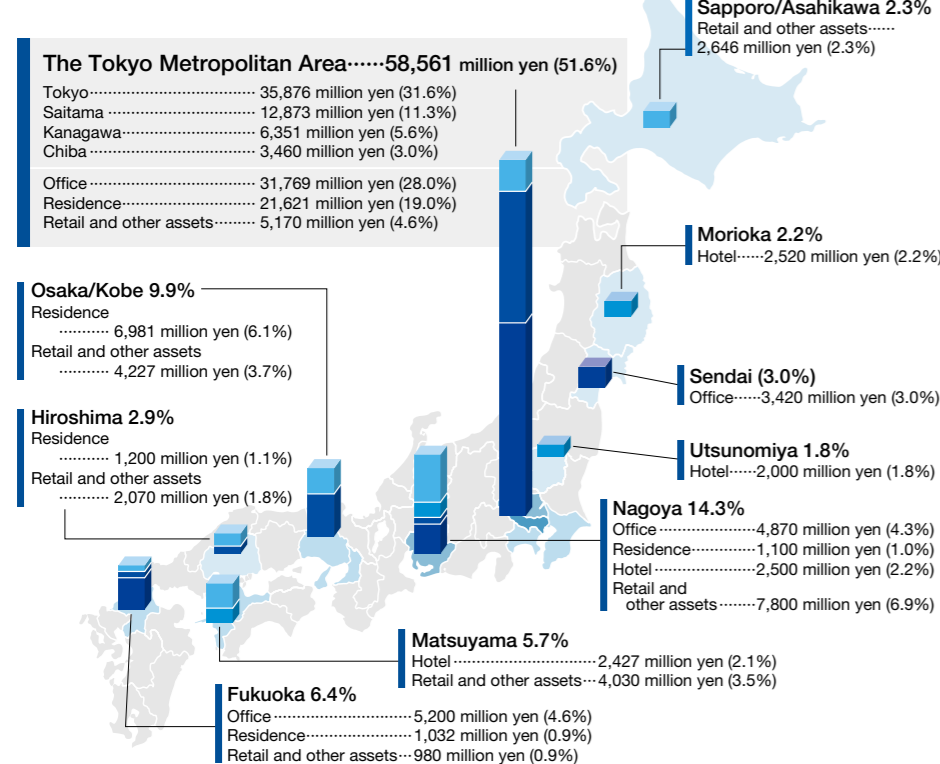 Sapporo/Asahikawa 2.3%
Retail and other assets······
2,646 million yen (2.3%)
The Tokyo Metropolitan Area······58,561 million yen (51.6%)
Tokyo······ 35,876 million yen (31.6%)
Saitama······ 12,873 million yen (11.3%)
Kanagawa······ 6,351 million yen (5.6%)
Chiba······ 3,460 million yen (3.0%)
Office······ 31,769 million yen (28.0%)
Residence······ 21,621 million yen (19.0%)
Retail and other assets······ 5,170 million yen (4.6%)
Morioka 2.2%
Hotel······2,520 million yen (2.2%)
Osaka/Kobe 9.9%
Residence
······ 6,981 million yen (6.1%)
Retail and other assets
······ 4,227 million yen (3.7%)
Sendai (3.0%)
Office······3,420 million yen (3.0%)
Hiroshima 2.9%
Residence
······ 1,200 million yen (1.1%)
Retail and other assets
······ 2,070 million yen (1.8%)
Utsunomiya 1.8%
Hotel······2,000 million yen (1.8%)
Nagoya 14.3%
Office······4,870 million yen (4.3%)
Residence······1,100 million yen (1.0%)
Hotel······2,500 million yen (2.2%)
Retail and
other assets······7,800 million yen (6.9%)
Matsuyama 5.7%
Hotel······2,427 million yen (2.1%)
Retail and other assets···4,030 million yen (3.5%)
Fukuoka 6.4%
Office······5,200 million yen (4.6%)
Residence······1,032 million yen (0.9%)
Retail and other assets···980 million yen (0.9%)